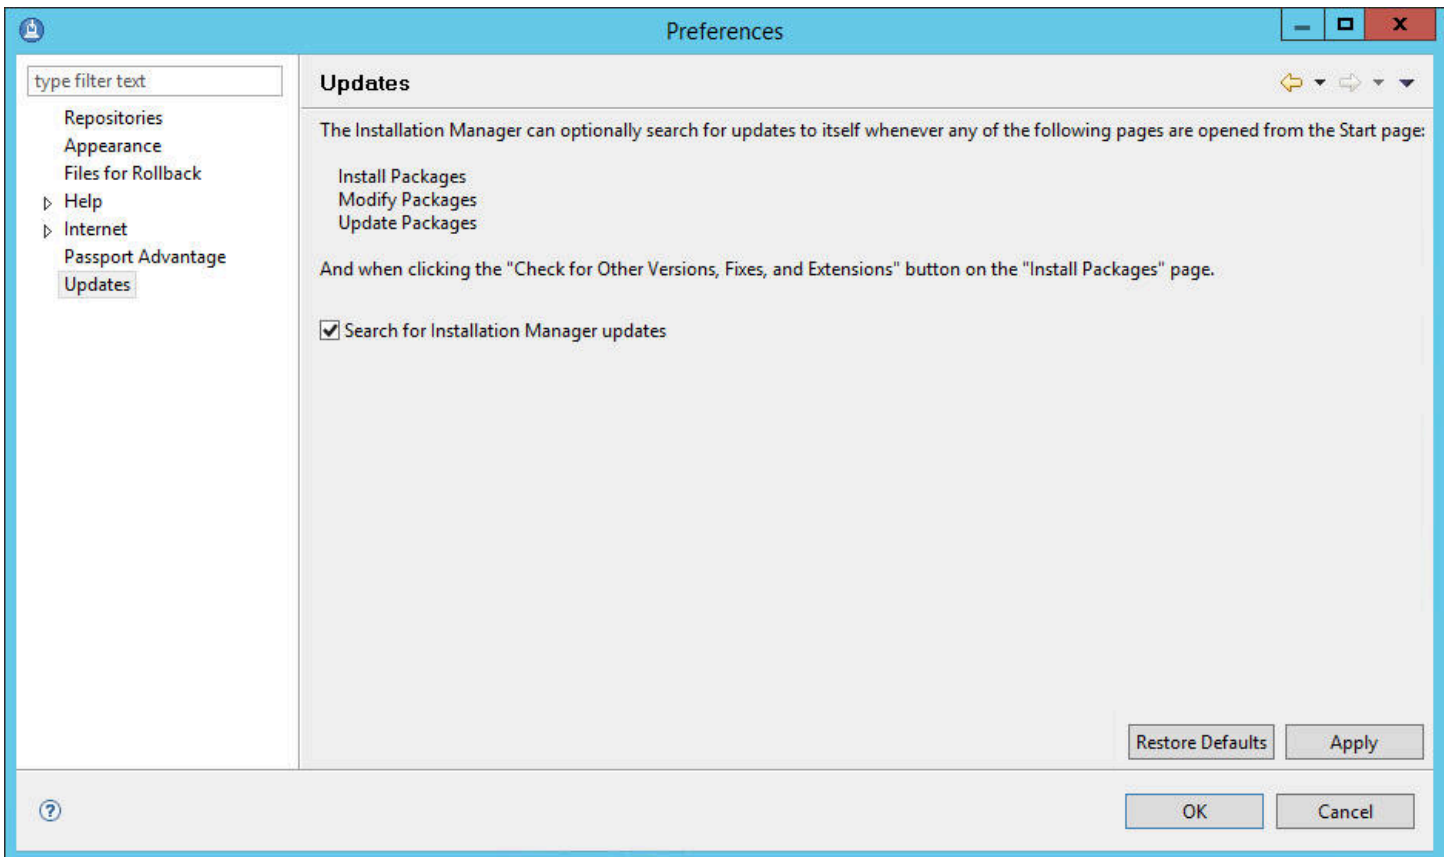 Preferences
type filter text
Repositories
Appearance
Files for Rollback
Help
Internet
Passport Advantage
Updates
Updates
The Installation Manager can optionally search for updates to itself whenever any of the following pages are opened from the Start page:
Install Packages
Modify Packages
Update Packages
And when clicking the "Check for Other Versions, Fixes, and Extensions" button on the "Install Packages" page.
Search for Installation Manager updates
Restore Defaults
Apply
OK
Cancel